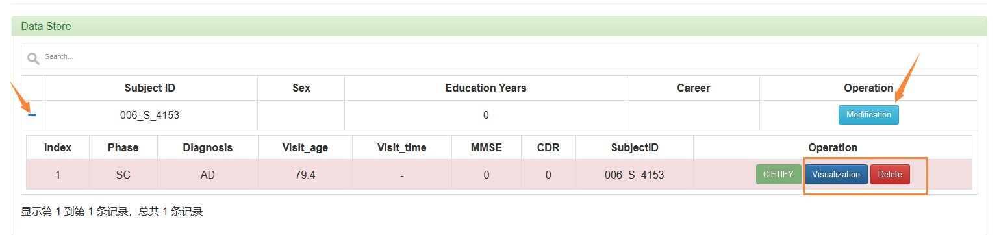 Data Store
Search...
Subject ID Sex Education Years Career Operation
006_S_4153 0 Modification
Index Phase Diagnosis Visit_age Visit_time MMSE CDR SubjectID Operation
1 SC AD 79.4 - 0 0 006_S_4153 CIFTIFY Visualization Delete
显示第 1 到第 1 条记录，总共 1 条记录